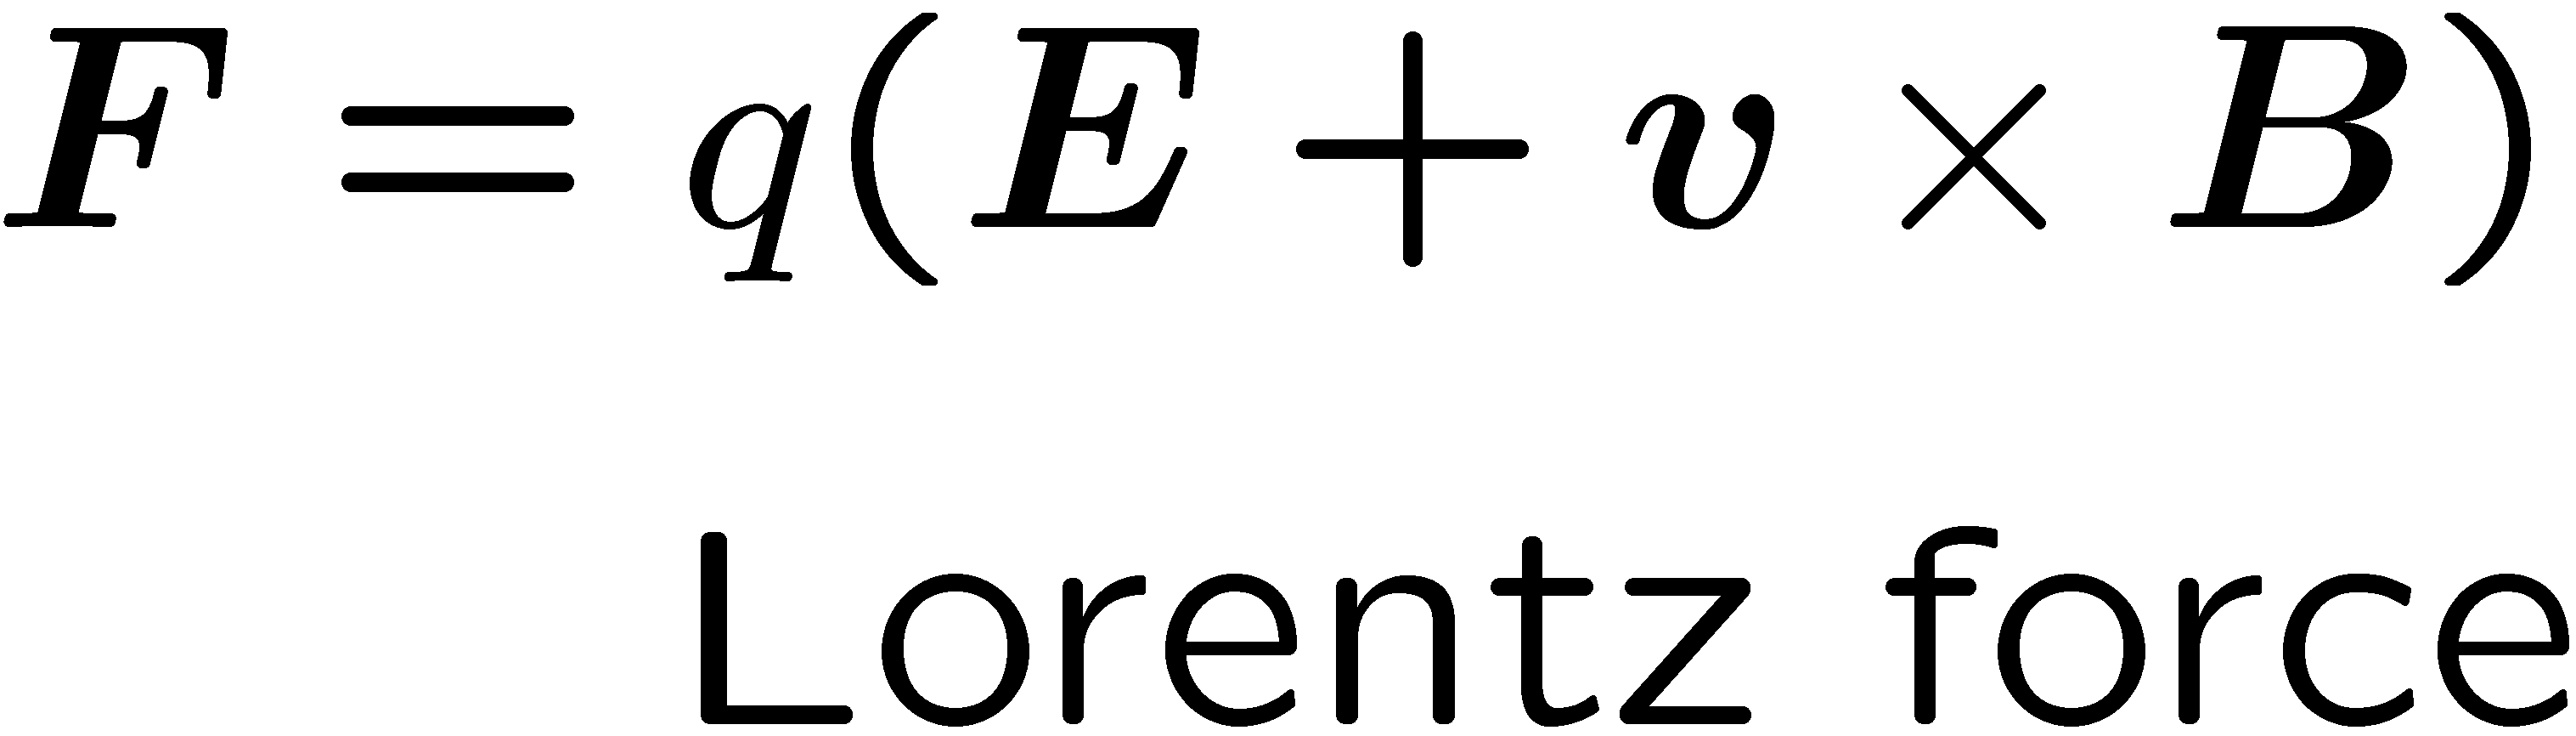 F = q(E + v × B)
Lorentz force